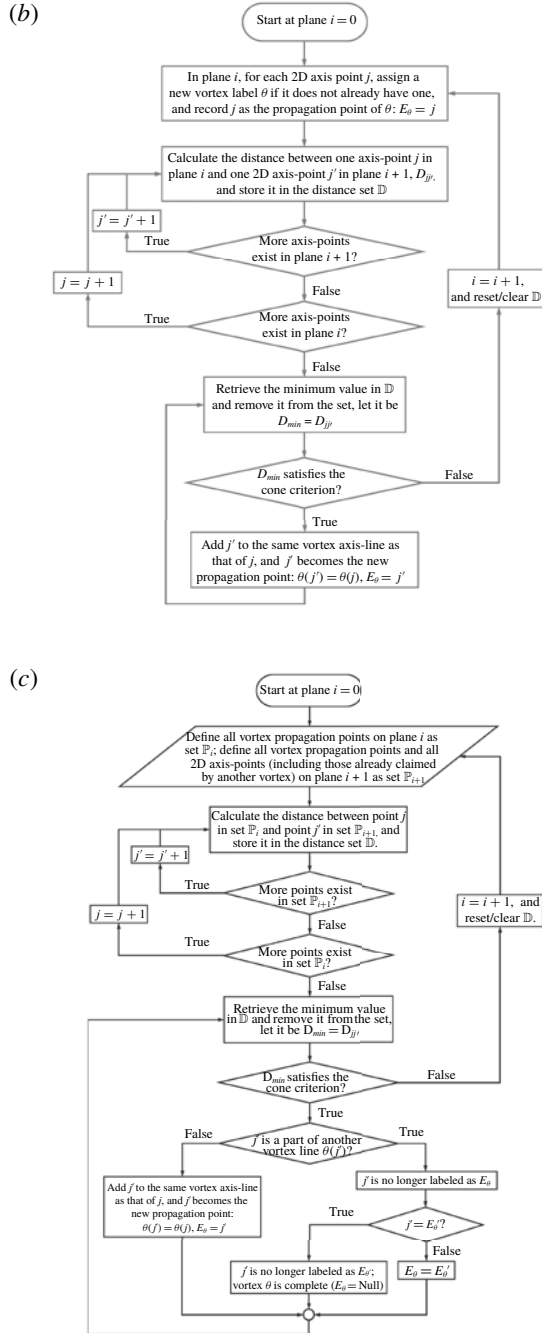 (b)
Start at plane i = 0
In plane i, for each 2D axis point j, assign a
new vortex label θ if it does not already have one,
and record j as the propagation point of θ: E_θ = j
Calculate the distance between one axis-point j in
plane i and one 2D axis-point j′ in plane i + 1, D_jj′,
and store it in the distance set 𝔻
j′ = j′ + 1
True
More axis-points
exist in plane i + 1?
j = j + 1
False
i = i + 1,
and reset/clear 𝔻
True
More axis-points
exist in plane i?
False
Retrieve the minimum value in 𝔻
and remove it from the set, let it be
D_min = D_jj′
D_min satisfies the
cone criterion?
False
True
Add j′ to the same vortex axis-line as
that of j, and j′ becomes the new
propagation point: θ(j′) = θ(j), E_θ = j′
(c)
Start at plane i = 0
Define all vortex propagation points on plane i as
set ℙ_i; define all vortex propagation points and all
2D axis-points (including those already claimed
by another vortex) on plane i + 1 as set ℙ_i+1
Calculate the distance between point j
in set ℙ_i and point j′ in set ℙ_i+1, and
store it in the distance set 𝔻.
j′ = j′ + 1
True
More points exist
in set ℙ_i+1?
j = j + 1
False
i = i + 1, and
reset/clear 𝔻.
True
More points exist
in set ℙ_i?
False
Retrieve the minimum value
in 𝔻 and remove it from the set,
let it be D_min = D_jj′
D_min satisfies the
cone criterion?
False
True
False
j′ is a part of another
vortex line θ(j′)?
True
Add j′ to the same vortex axis-line
as that of j, and j′ becomes the
new propagation point:
θ(j′) = θ(j), E_θ = j′
j′ is no longer labeled as E_θ
True
j′ = E_θ′?
False
j′ is no longer labeled as E_θ′;
vortex θ is complete (E_θ = Null)
E_θ = E_θ′